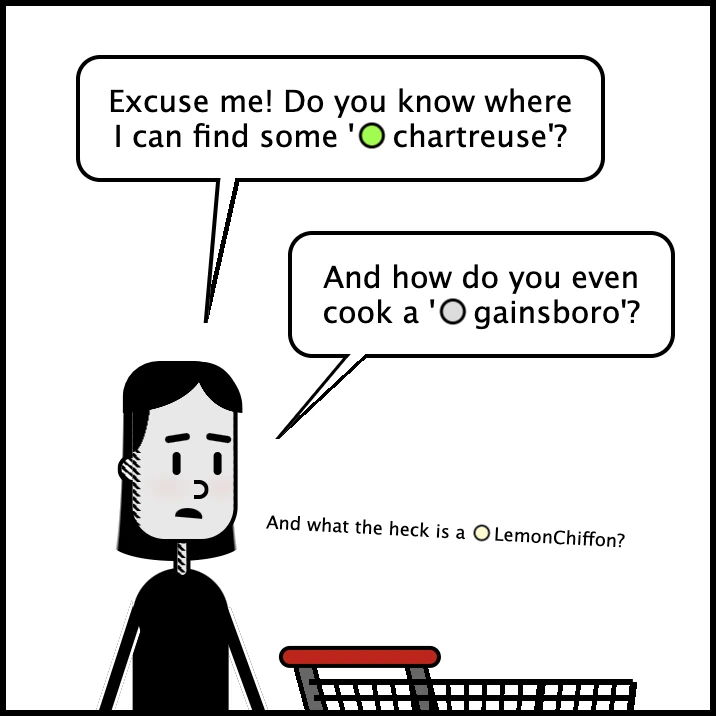 Excuse me! Do you know where
I can find some 'chartreuse'?
And how do you even
cook a 'gainsboro'?
And what the heck is a LemonChiffon?